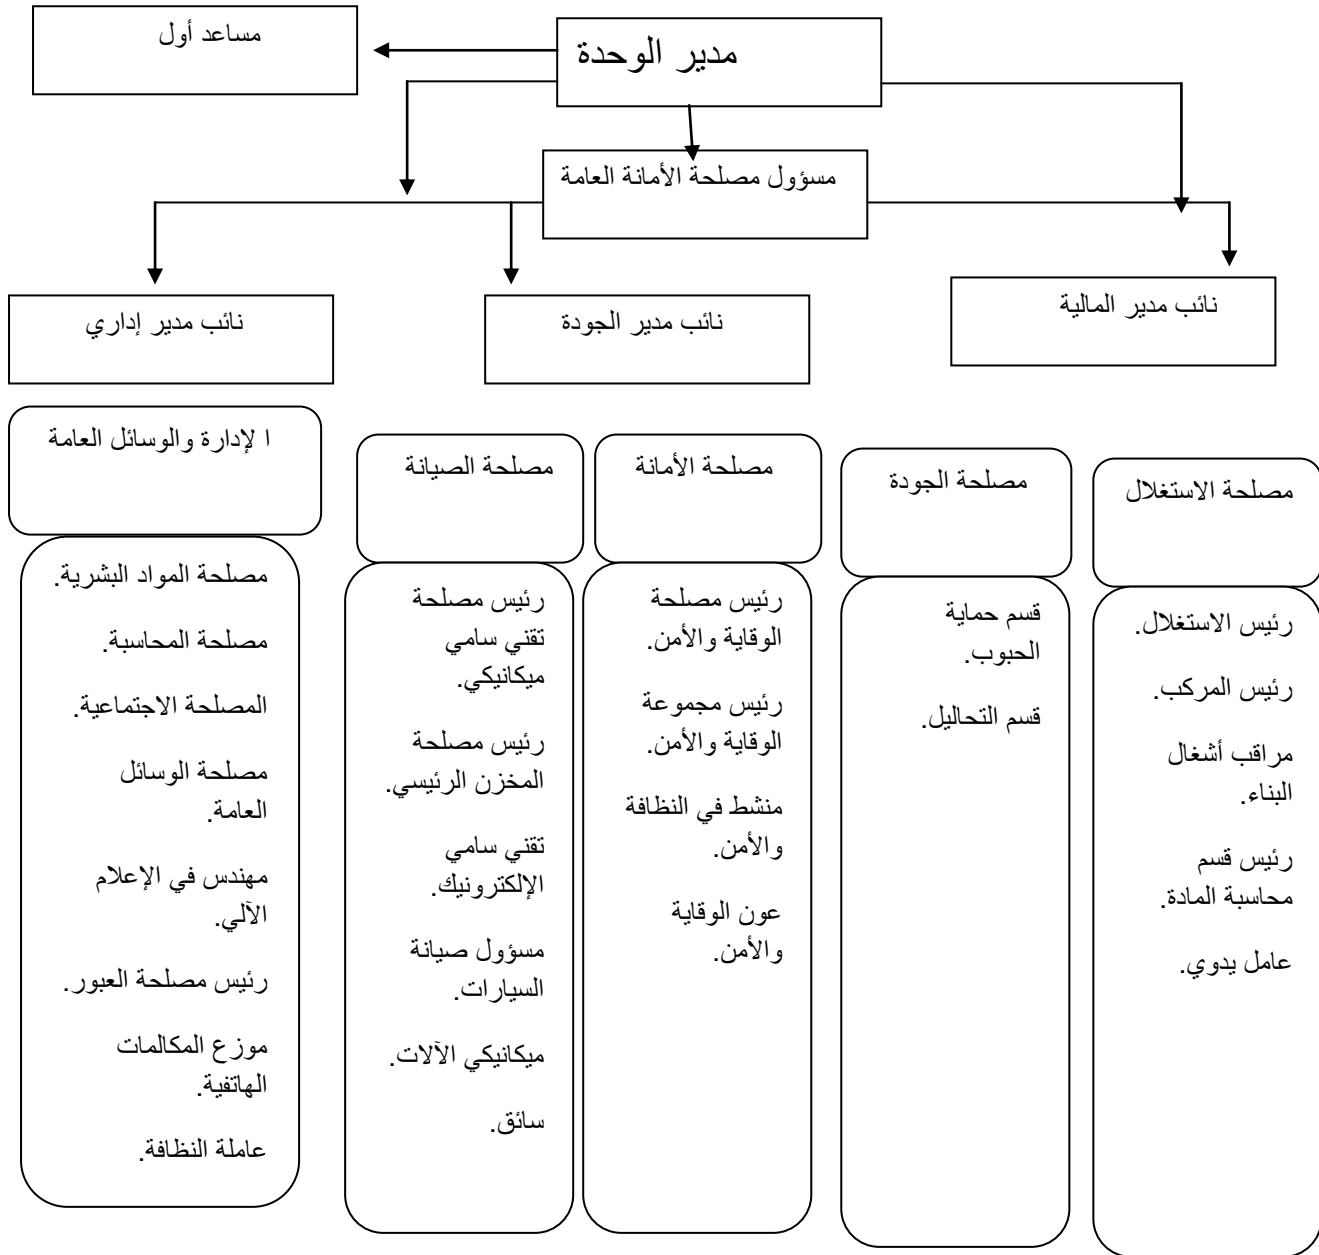 مدير الوحدة
مساعد أول
مسؤول مصلحة الأمانة العامة
نائب مدير المالية
نائب مدير الجودة
نائب مدير إداري
مصلحة الاستغلال
رئيس الاستغلال.
رئيس المركب.
مراقب أشغال
البناء.
رئيس قسم
محاسبة المادة.
عامل يدوي.
مصلحة الجودة
قسم حماية
الحبوب.
قسم التحاليل.
مصلحة الأمانة
رئيس مصلحة
الوقاية والأمن.
رئيس مجموعة
الوقاية والأمن.
منشط في النظافة
والأمن.
عون الوقاية
والأمن.
مصلحة الصيانة
رئيس مصلحة
تقني سامي
ميكانيكي.
رئيس مصلحة
المخزن الرئيسي.
تقني سامي
الإلكترونيك.
مسؤول صيانة
السيارات.
ميكانيكي الآلات.
سائق.
ا لإدارة والوسائل العامة
مصلحة المواد البشرية.
مصلحة المحاسبة.
المصلحة الاجتماعية.
مصلحة الوسائل
العامة.
مهندس في الإعلام
الآلي.
رئيس مصلحة العبور.
موزع المكالمات
الهاتفية.
عاملة النظافة.